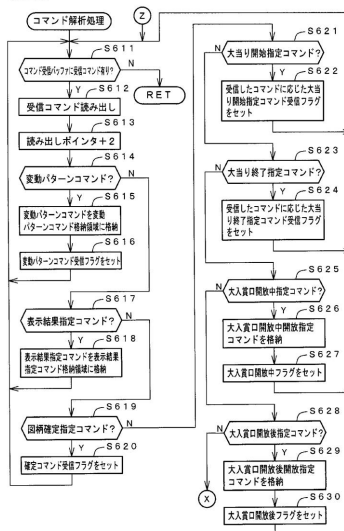 コマンド解析処理
Z
S611
コマンド受信バッファに受信コマンド有り?
N
RET
Y
S612
受信コマンド読み出し
S613
読み出しポインタ+2
S614
変動パターンコマンド?
N
Y
S615
変動パターンコマンドを変動
パターンコマンド格納領域に格納
S616
変動パターンコマンド受信フラグをセット
S617
表示結果指定コマンド?
N
Y
S618
表示結果指定コマンドを表示結果
指定コマンド格納領域に格納
S619
図柄確定指定コマンド?
N
Y
S620
確定コマンド受信フラグをセット
S621
大当り開始指定コマンド?
N
Y
S622
受信したコマンドに応じた大当
り開始指定コマンド受信フラグ
をセット
S623
大当り終了指定コマンド?
N
Y
S624
受信したコマンドに応じた大当
り終了指定コマンド受信フラグ
をセット
S625
大入賞口開放中指定コマンド?
N
Y
S626
大入賞口開放中開放指定
コマンドを格納
S627
大入賞口開放中フラグをセット
S628
大入賞口開放後指定コマンド?
N
X
Y
S629
大入賞口開放後開放指定
コマンドを格納
S630
大入賞口開放後フラグをセット